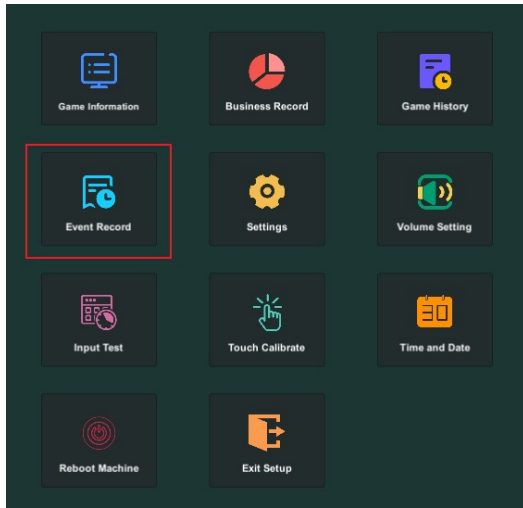 Game Information
Business Record
Game History
Event Record
Settings
Volume Setting
Input Test
Touch Calibrate
30
Time and Date
Reboot Machine
Exit Setup